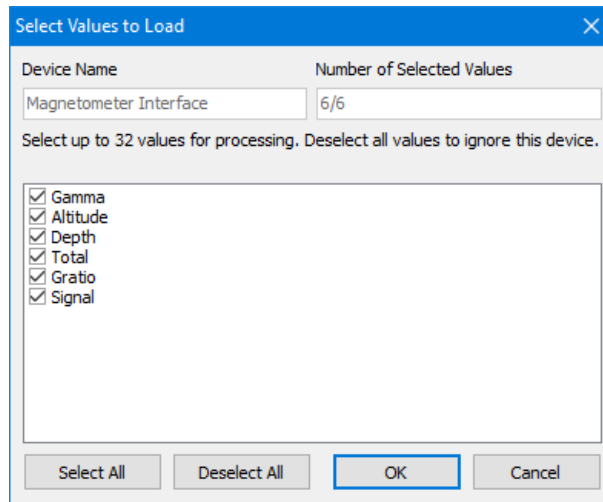 Select Values to Load
Device Name
Number of Selected Values
Magnetometer Interface
6/6
Select up to 32 values for processing. Deselect all values to ignore this device.
Gamma
Altitude
Depth
Total
Gratio
Signal
Select All
Deselect All
OK
Cancel